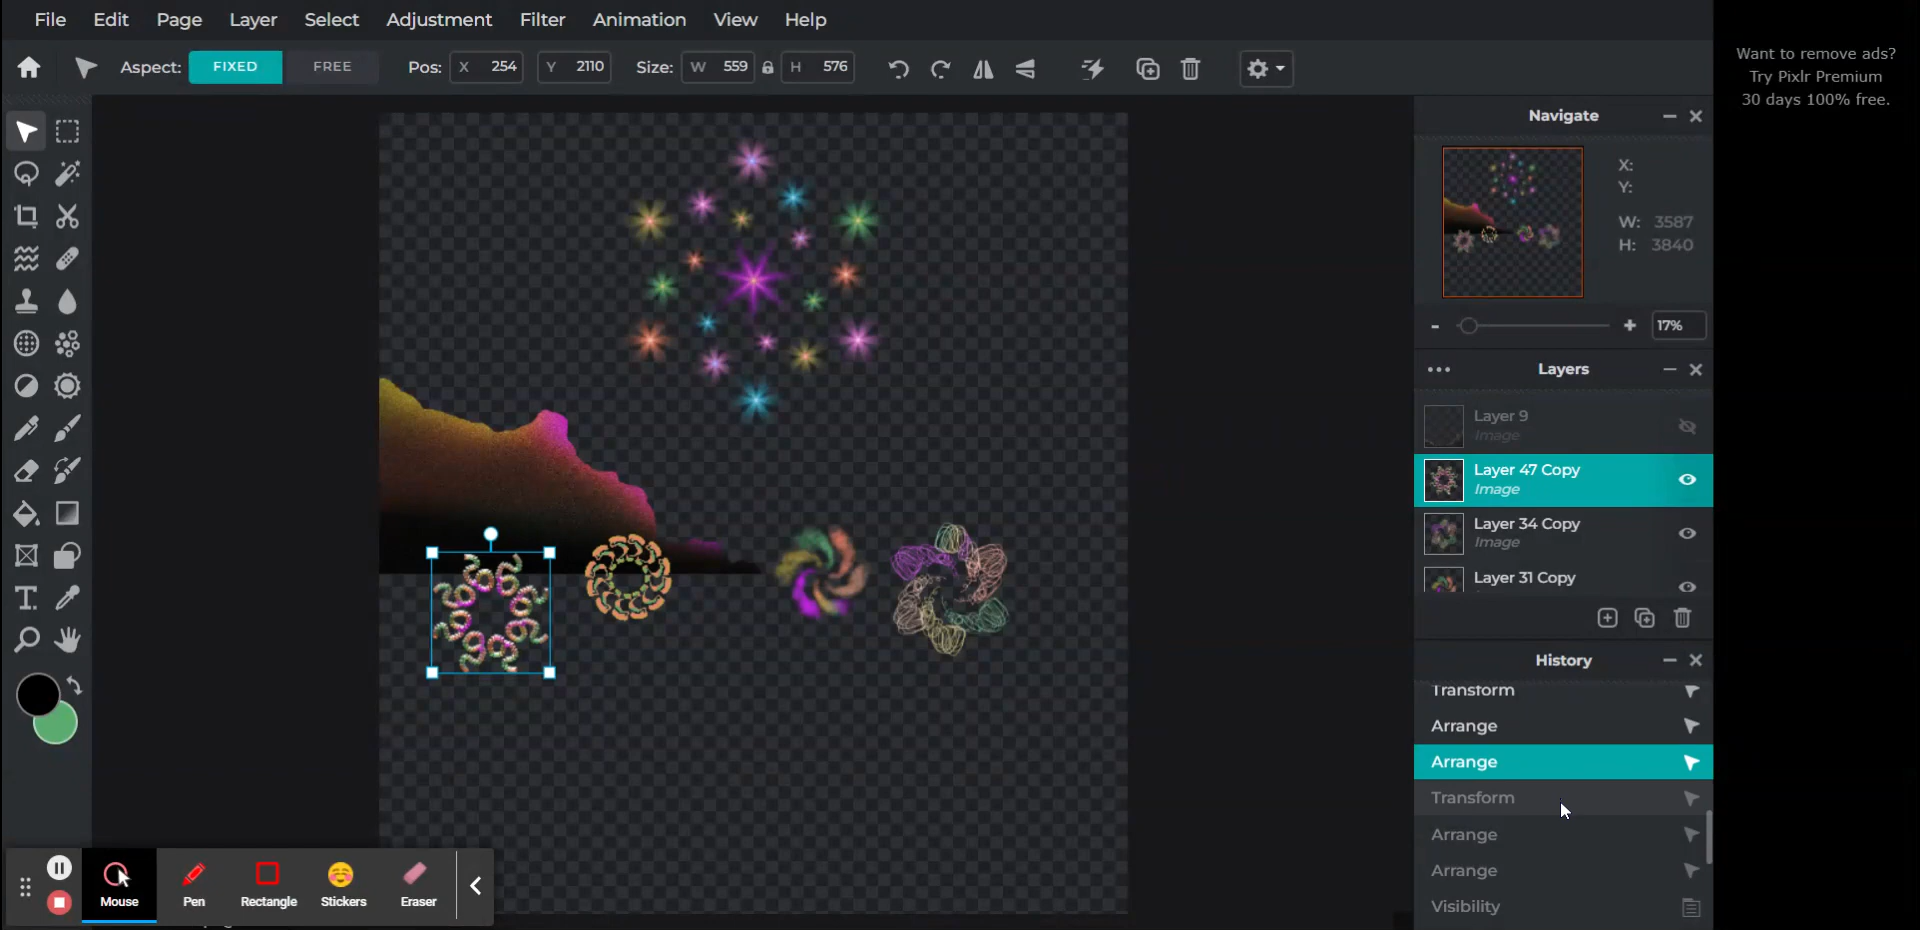 File Edit Page Layer Select Adjustment Filter Animation View Help
Aspect: FIXED FREE Pos: X 254 Y 2110 Size: W 559 H 576
Want to remove ads?
Try Pixlr Premium
30 days 100% free.
Navigate
X:
Y:
W: 3587
H: 3840
- + 17%
Layers
Layer 9
Image
Layer 47 Copy
Image
Layer 34 Copy
Image
Layer 31 Copy
History
Transform
Arrange
Arrange
Transform
Arrange
Arrange
Visibility
Mouse Pen Rectangle Stickers Eraser